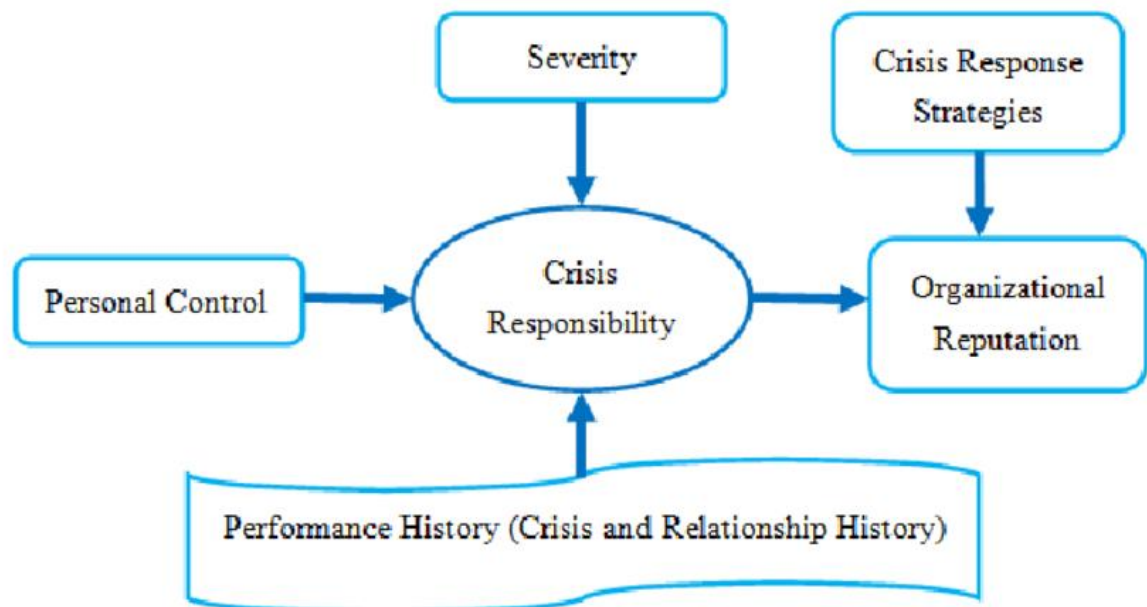 Severity
Crisis Response
Strategies
Personal Control
Crisis
Responsibility
Organizational
Reputation
Performance History (Crisis and Relationship History)